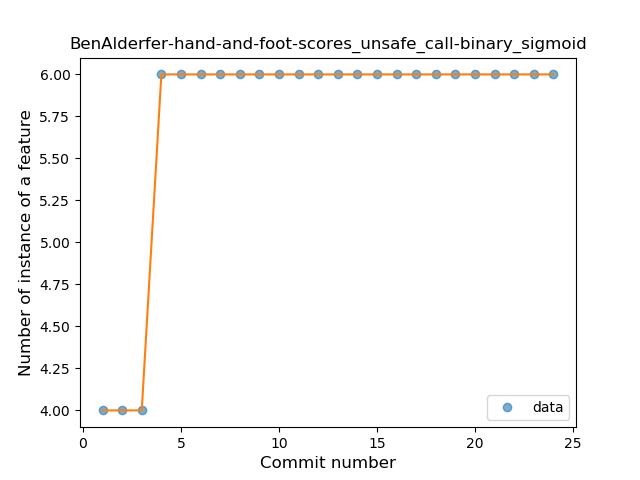 BenAlderfer-hand-and-foot-scores_unsafe_call-binary_sigmoid
6.00
5.75
5.50
5.25
5.00
4.75
4.50
4.25
4.00
Number of instance of a feature
data
0 5 10 15 20 25
Commit number